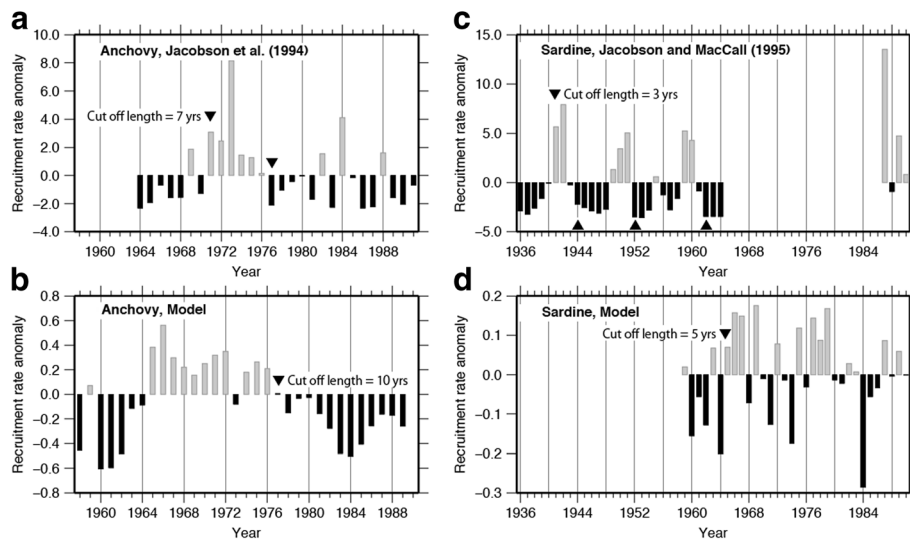 a
Anchovy, Jacobson et al. (1994)
Recruitment rate anomaly
10.0
8.0
6.0
4.0
2.0
0.0
−2.0
−4.0
Cut off length = 7 yrs
1960 1964 1968 1972 1976 1980 1984 1988
Year
b
Anchovy, Model
Recruitment rate anomaly
0.8
0.6
0.4
0.2
0.0
−0.2
−0.4
−0.6
−0.8
Cut off length = 10 yrs
1960 1964 1968 1972 1976 1980 1984 1988
Year
c
Sardine, Jacobson and MacCall (1995)
Recruitment rate anomaly
15.0
10.0
5.0
0.0
−5.0
Cut off length = 3 yrs
1936 1944 1952 1960 1968 1976 1984
Year
d
Sardine, Model
Recruitment rate anomaly
0.2
0.1
0.0
−0.1
−0.2
−0.3
Cut off length = 5 yrs
1936 1944 1952 1960 1968 1976 1984
Year